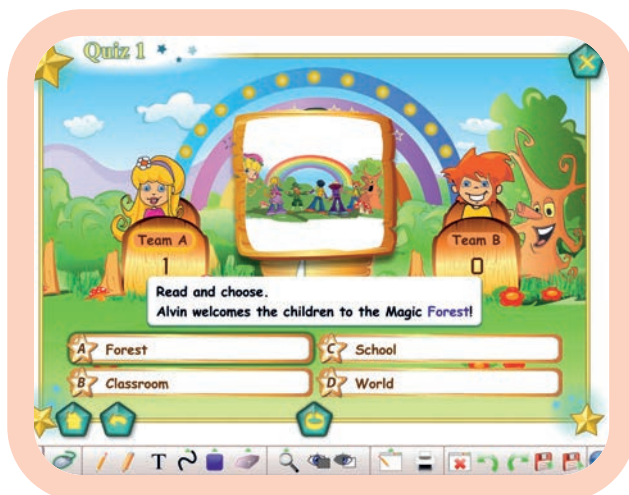 Quiz 1
Team A
1
Team B
0
Read and choose.
Alvin welcomes the children to the Magic Forest!
A Forest
C School
B Classroom
D World
T